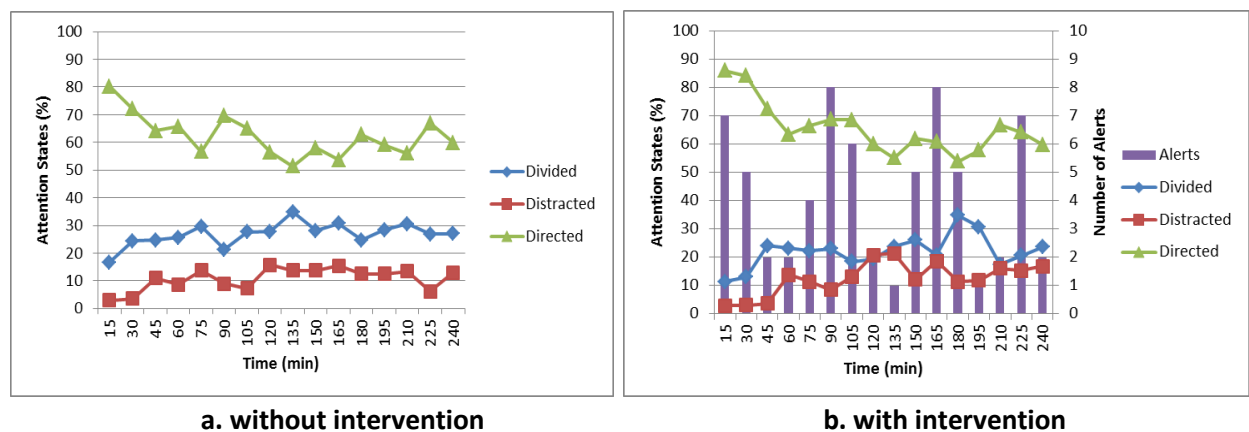 100
90
80
70
60
50
40
30
20
10
0
Attention States (%)
15 30 45 60 75 90 105 120 135 150 165 180 195 210 225 240
Time (min)
Divided
Distracted
Directed
a. without intervention
100
90
80
70
60
50
40
30
20
10
0
Attention States (%)
10
9
8
7
6
5
4
3
2
1
0
Number of Alerts
15 30 45 60 75 90 105 120 135 150 165 180 195 210 225 240
Time (min)
Alerts
Divided
Distracted
Directed
b. with intervention